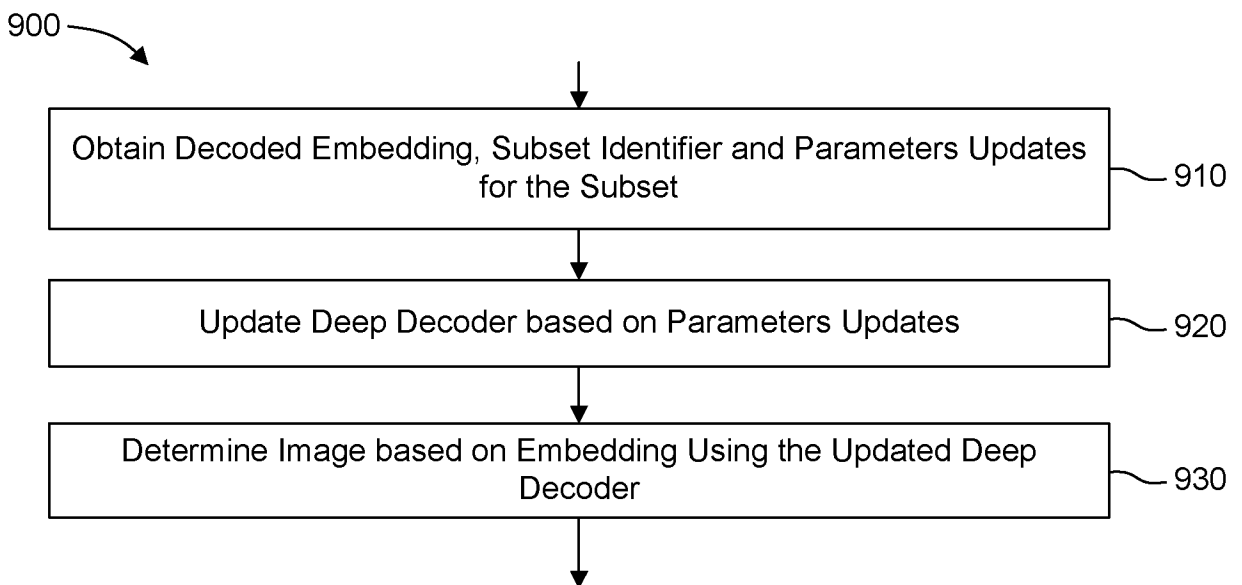 900
Obtain Decoded Embedding, Subset Identifier and Parameters Updates
for the Subset
910
Update Deep Decoder based on Parameters Updates
920
Determine Image based on Embedding Using the Updated Deep
Decoder
930